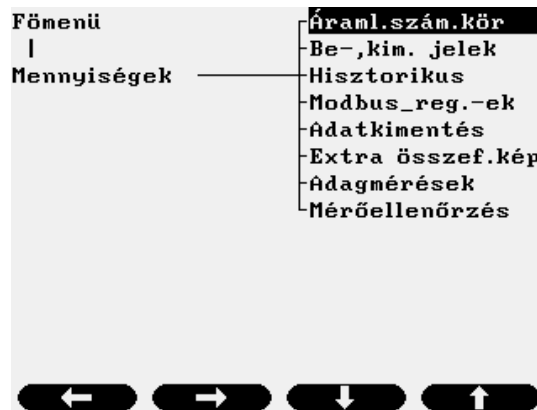 Főmenü
Mennyiségek
Áraml.szám.kör
Be-,kim. jelek
Hisztorikus
Modbus_reg.-ek
Adatkimentés
Extra összef.kép
Adagmérések
Mérőellenőrzés